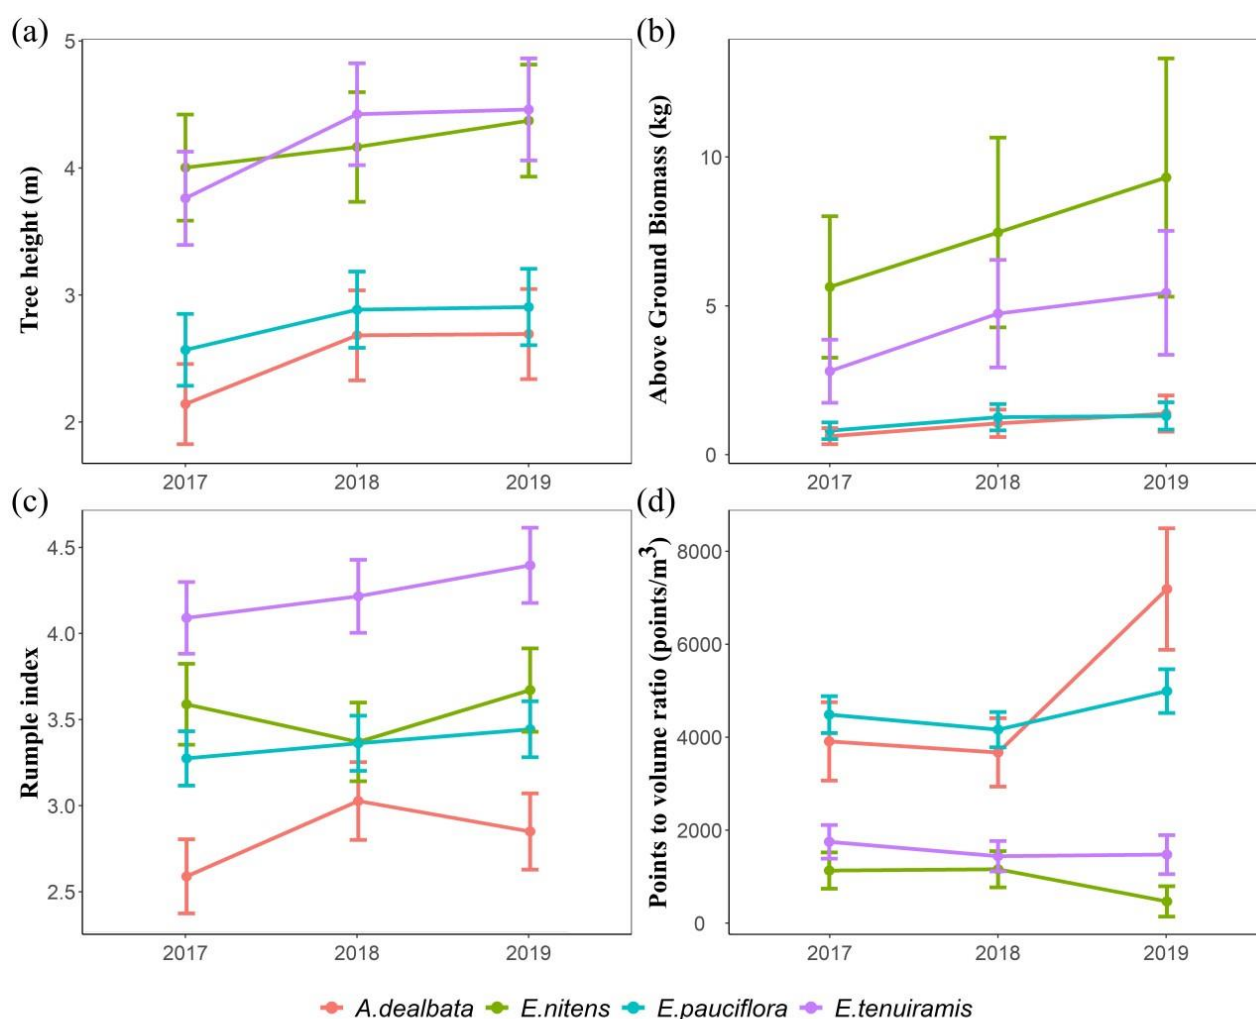 (a)
Tree height (m)
5
4
3
2
2017 2018 2019
(b)
Above Ground Biomass (kg)
10
5
0
2017 2018 2019
(c)
Rumple index
4.5
4.0
3.5
3.0
2.5
2017 2018 2019
(d)
Points to volume ratio (points/m³)
8000
6000
4000
2000
0
2017 2018 2019
A.dealbata E.nitens E.pauciflora E.tenuiramis